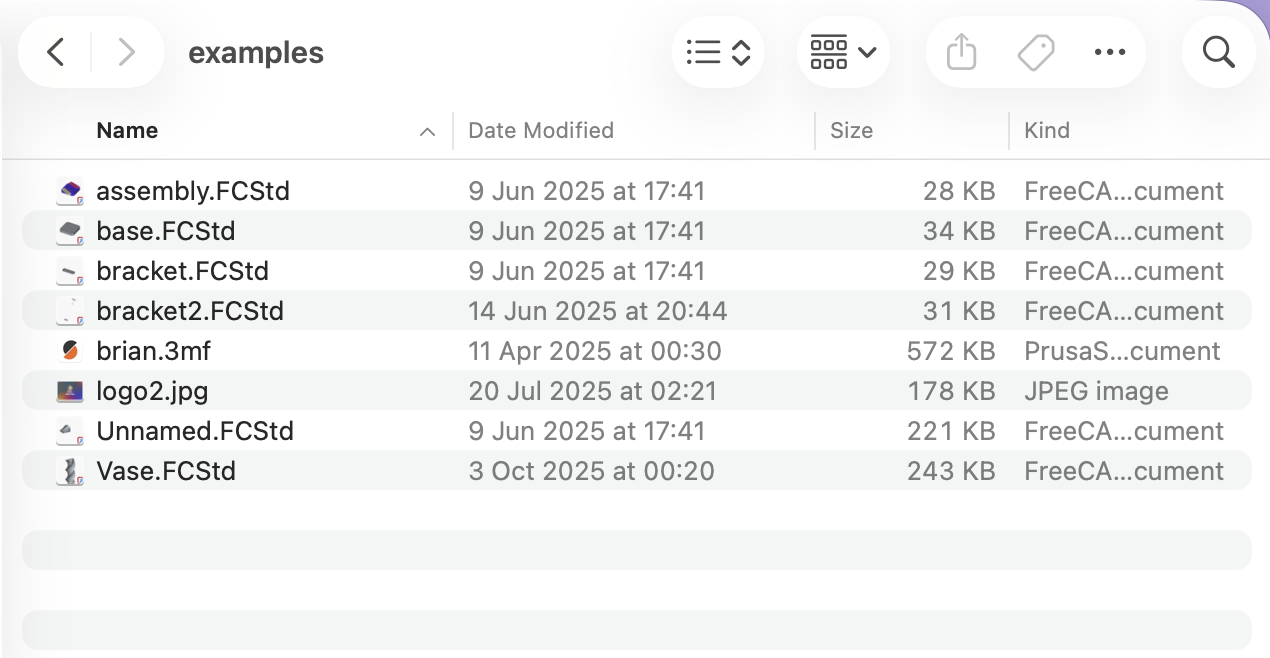 examples
Name Date Modified Size Kind
assembly.FCStd 9 Jun 2025 at 17:41 28 KB FreeCA...cument
base.FCStd 9 Jun 2025 at 17:41 34 KB FreeCA...cument
bracket.FCStd 9 Jun 2025 at 17:41 29 KB FreeCA...cument
bracket2.FCStd 14 Jun 2025 at 20:44 31 KB FreeCA...cument
brian.3mf 11 Apr 2025 at 00:30 572 KB PrusaS...cument
logo2.jpg 20 Jul 2025 at 02:21 178 KB JPEG image
Unnamed.FCStd 9 Jun 2025 at 17:41 221 KB FreeCA...cument
Vase.FCStd 3 Oct 2025 at 00:20 243 KB FreeCA...cument